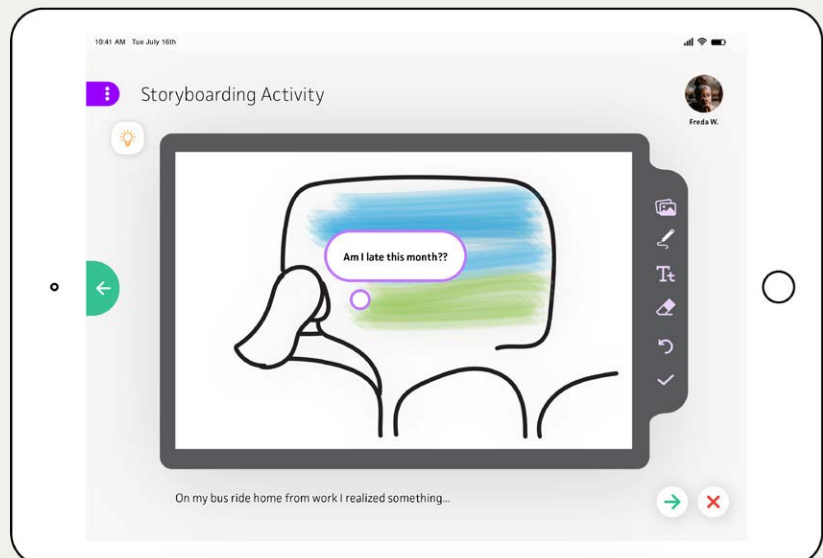 10:41 AM Tue July 16th
Storyboarding Activity
Freda W.
Am I late this month??
Tt
On my bus ride home from work I realized something...